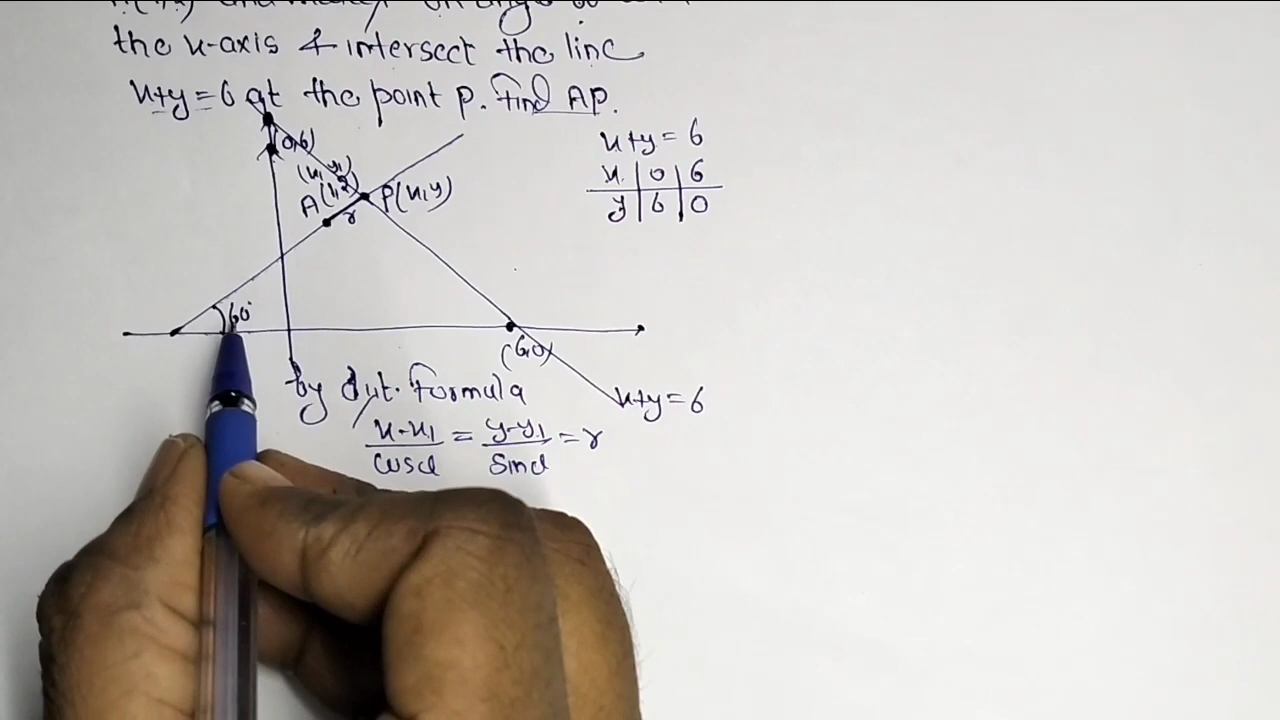 the x-axis & intersect the line
x+y=6 at the point P. Find AP.
x+y=6
x 0 6
y 6 0
(0,6)
(x1 y1)
A(1,2)
P(x,y)
r
60°
(6,0)
x+y=6
by dist. formula
x-x1/cosα = y-y1/sinα = r